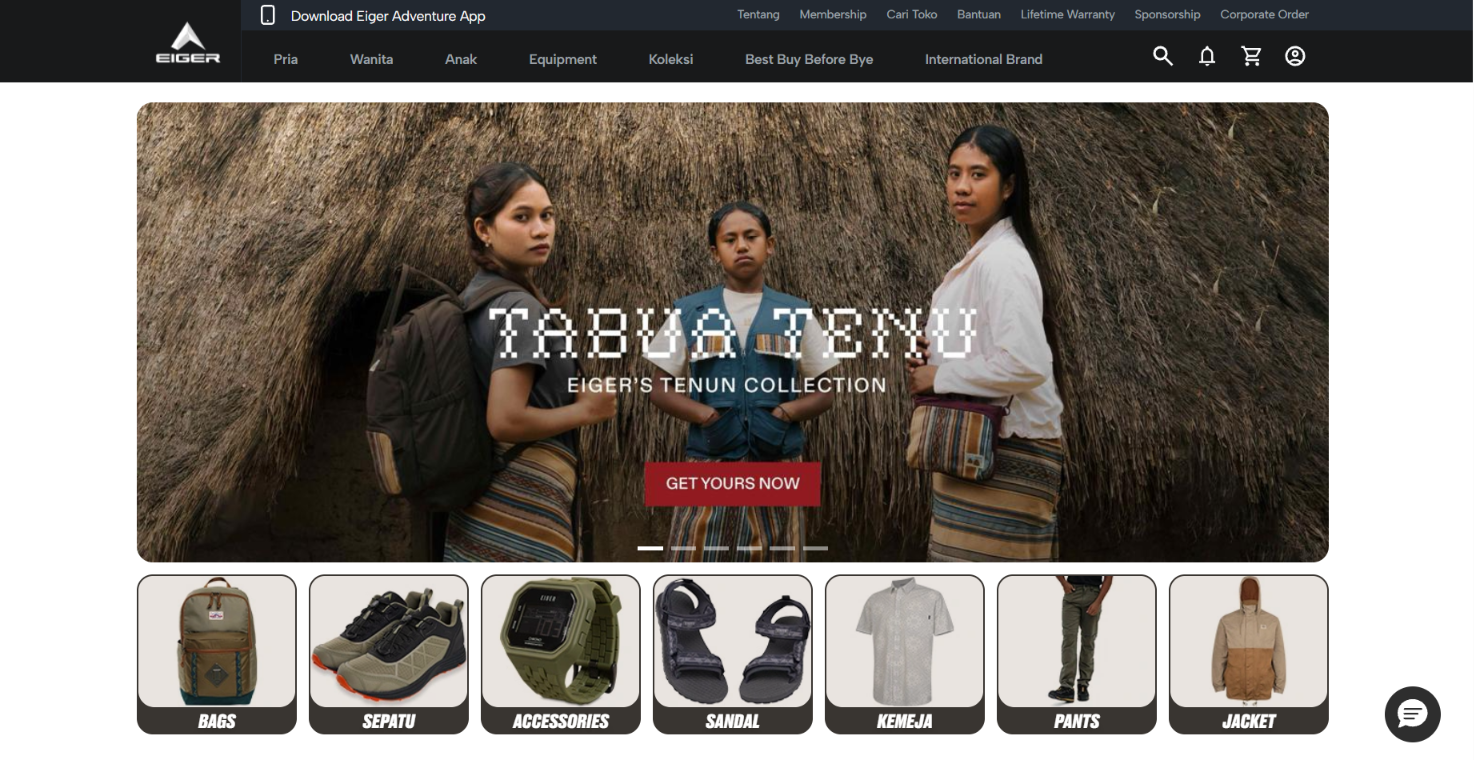 Download Eiger Adventure App
Tentang Membership Cari Toko Bantuan Lifetime Warranty Sponsorship Corporate Order
EIGER
Pria Wanita Anak Equipment Koleksi Best Buy Before Bye International Brand
TABUA TENU
EIGER'S TENUN COLLECTION
GET YOURS NOW
EIGER
BAGS SEPATU ACCESSORIES SANDAL KEMEJA PANTS JACKET